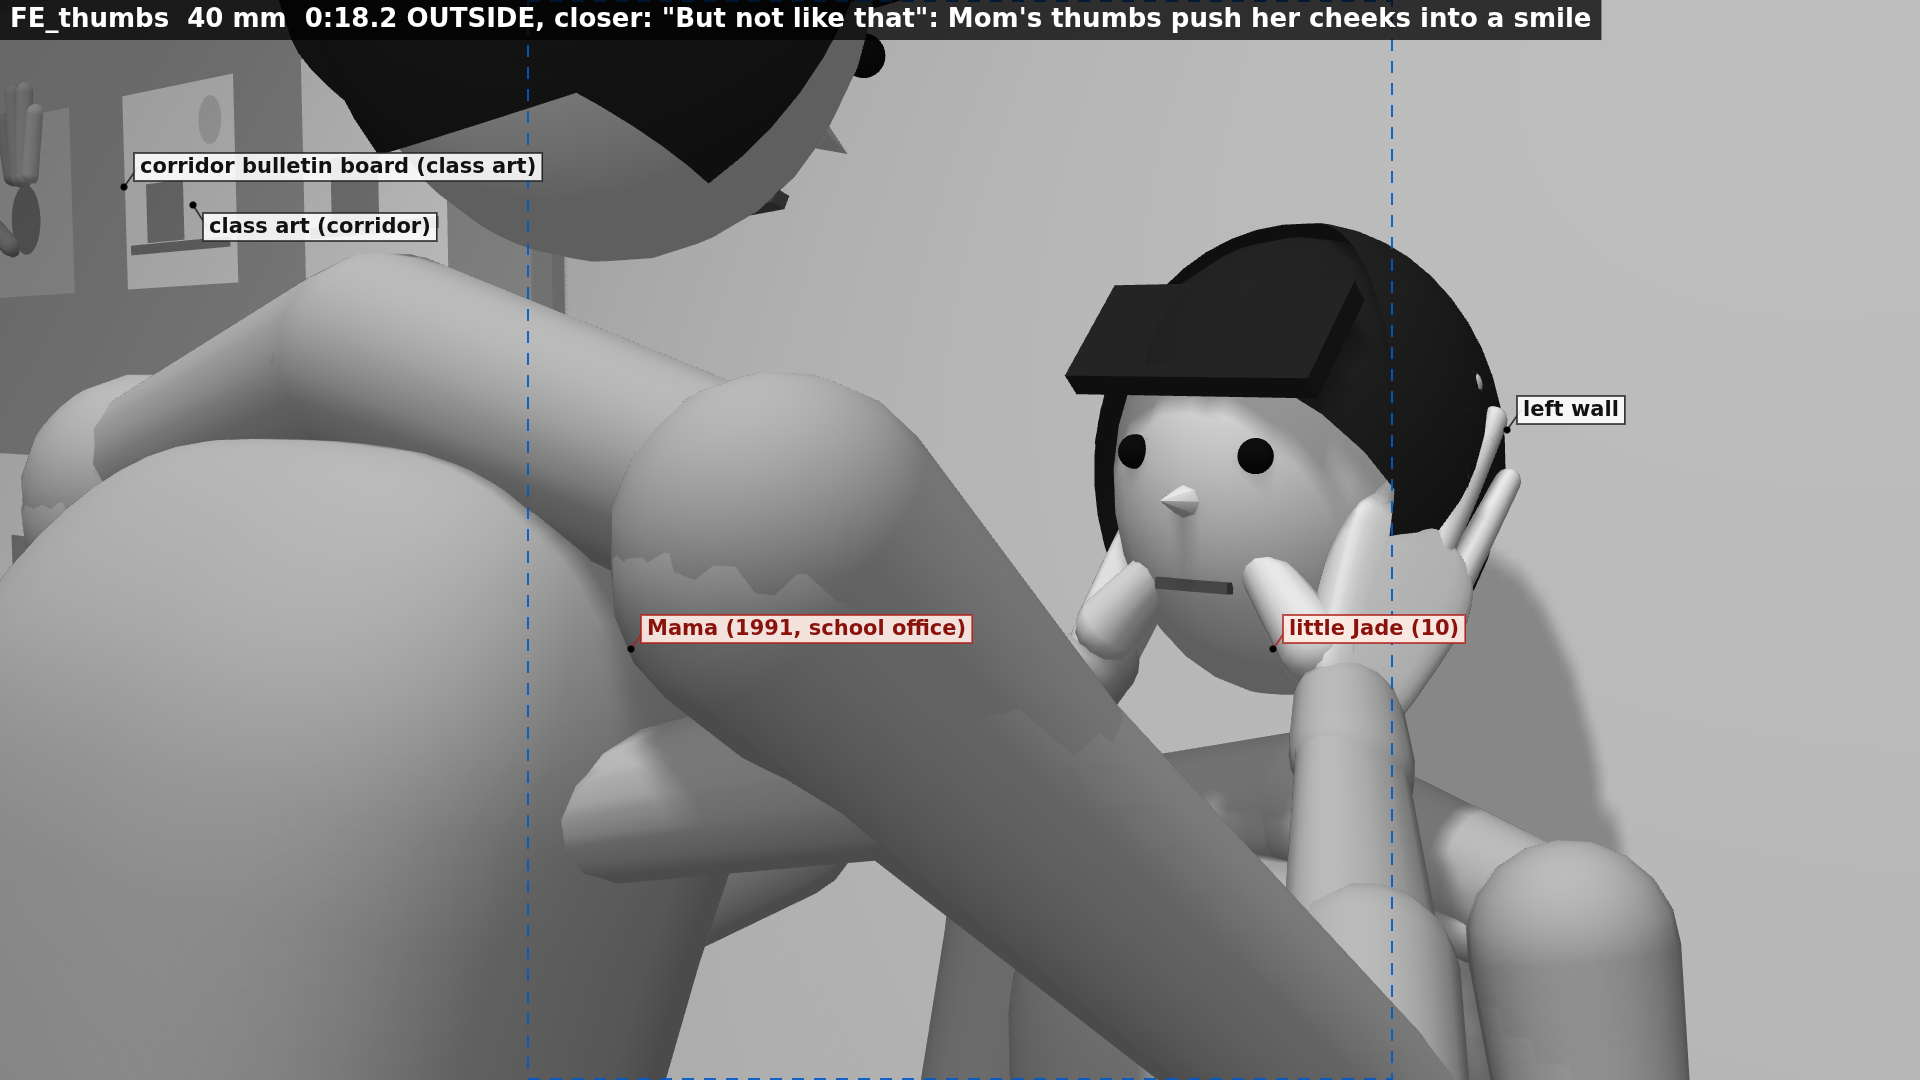 FE_thumbs  40 mm  0:18.2 OUTSIDE, closer: "But not like that": Mom's thumbs push her cheeks into a smile
corridor bulletin board (class art)
class art (corridor)
left wall
Mama (1991, school office)
little Jade (10)